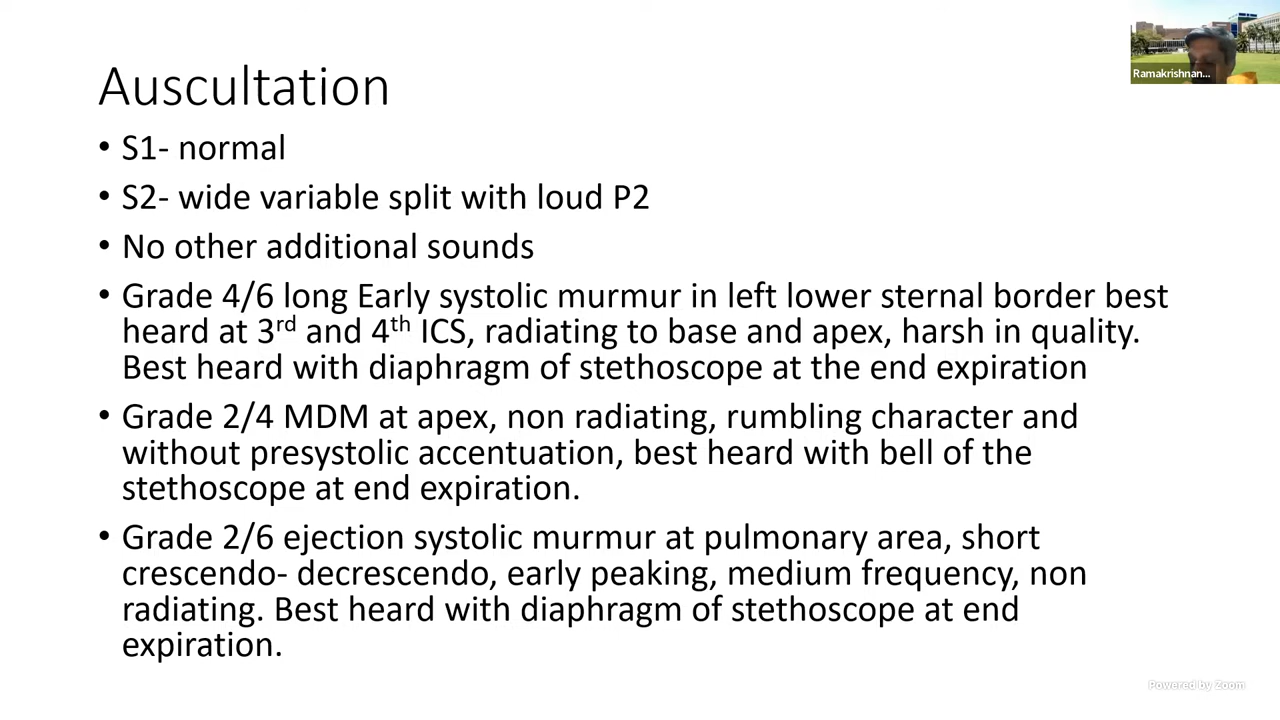 Ramakrishnan...
Auscultation
• S1- normal
• S2- wide variable split with loud P2
• No other additional sounds
• Grade 4/6 long Early systolic murmur in left lower sternal border best
heard at 3rd and 4th ICS, radiating to base and apex, harsh in quality.
Best heard with diaphragm of stethoscope at the end expiration
• Grade 2/4 MDM at apex, non radiating, rumbling character and
without presystolic accentuation, best heard with bell of the
stethoscope at end expiration.
• Grade 2/6 ejection systolic murmur at pulmonary area, short
crescendo- decrescendo, early peaking, medium frequency, non
radiating. Best heard with diaphragm of stethoscope at end
expiration.
Powered by Zoom